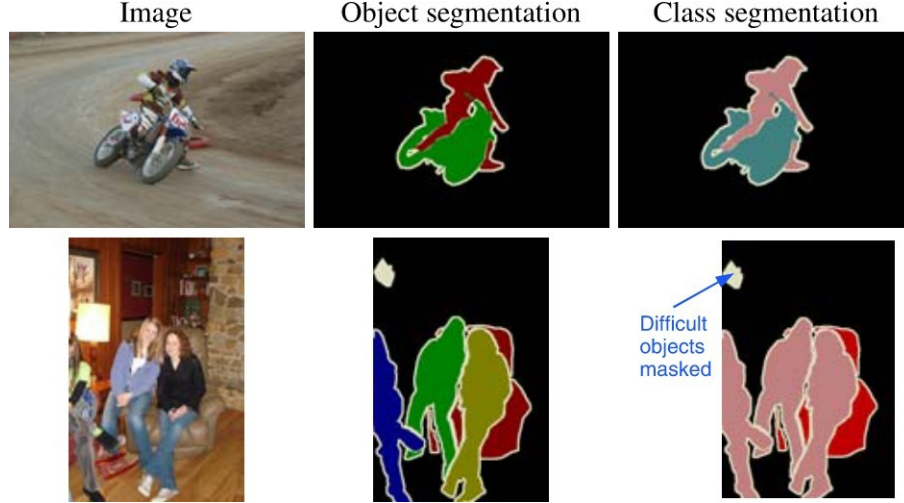 Image
Object segmentation
Class segmentation
Difficult
objects
masked